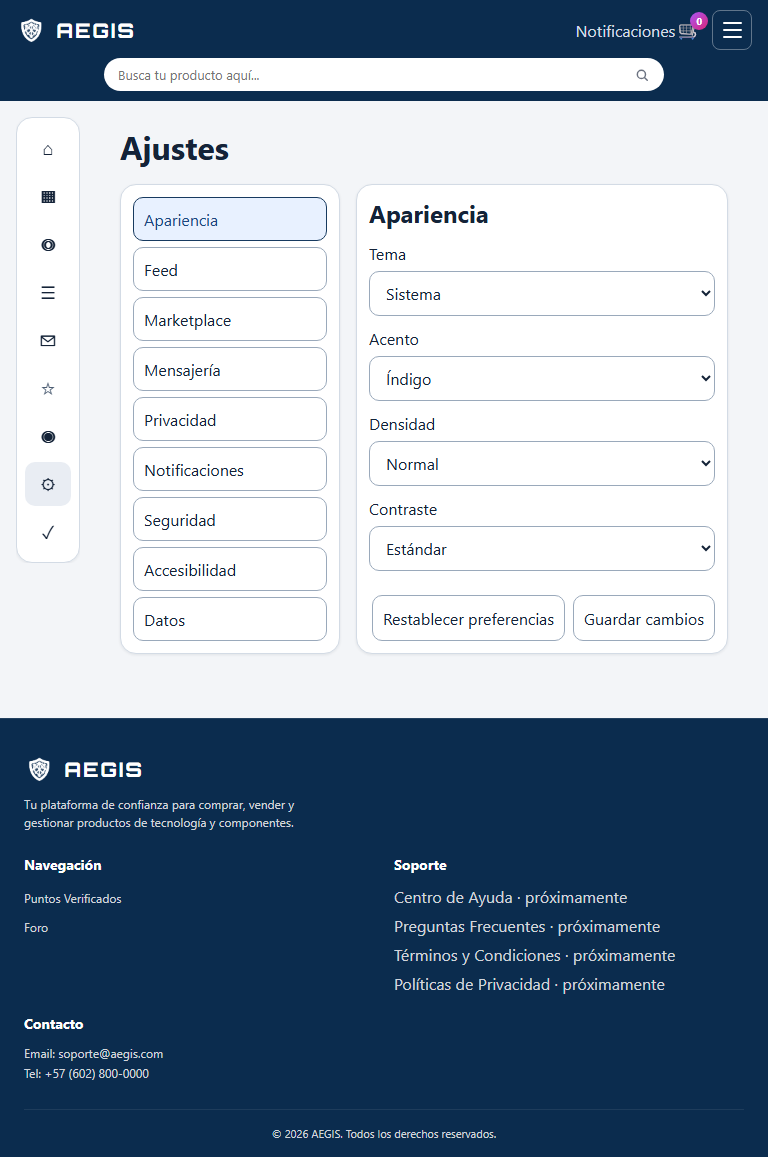 AEGIS
Notificaciones
0
Busca tu producto aquí...
Ajustes
Apariencia
Feed
Marketplace
Mensajería
Privacidad
Notificaciones
Seguridad
Accesibilidad
Datos
Apariencia
Tema
Sistema
Acento
Índigo
Densidad
Normal
Contraste
Estándar
Restablecer preferencias
Guardar cambios
AEGIS
Tu plataforma de confianza para comprar, vender y
gestionar productos de tecnología y componentes.
Navegación
Puntos Verificados
Foro
Soporte
Centro de Ayuda · próximamente
Preguntas Frecuentes · próximamente
Términos y Condiciones · próximamente
Políticas de Privacidad · próximamente
Contacto
Email: soporte@aegis.com
Tel: +57 (602) 800-0000
© 2026 AEGIS. Todos los derechos reservados.